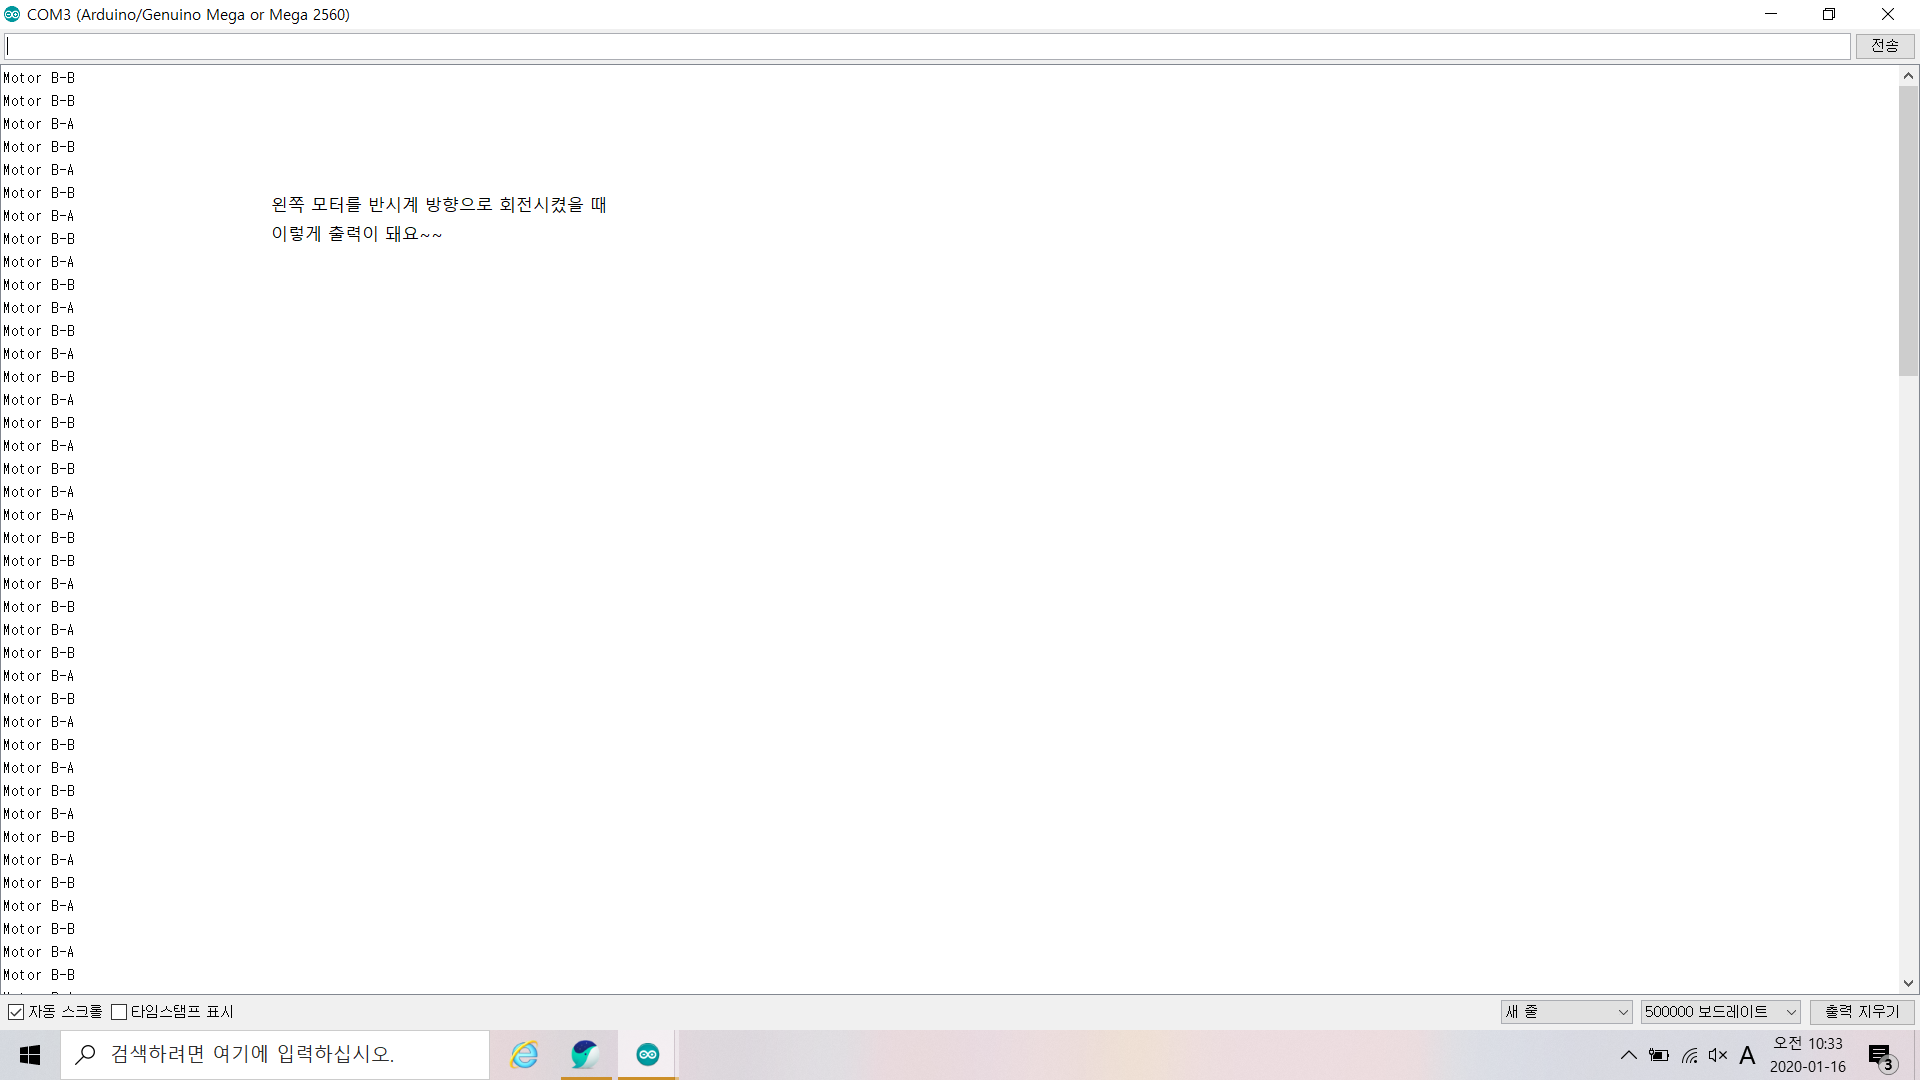 COM3 (Arduino/Genuino Mega or Mega 2560)
전송
Motor B-B
Motor B-B
Motor B-A
Motor B-B
Motor B-A
Motor B-B
Motor B-A
Motor B-B
Motor B-A
Motor B-B
Motor B-A
Motor B-B
Motor B-A
Motor B-B
Motor B-A
Motor B-B
Motor B-A
Motor B-B
Motor B-A
Motor B-A
Motor B-B
Motor B-B
Motor B-A
Motor B-B
Motor B-A
Motor B-B
Motor B-A
Motor B-B
Motor B-A
Motor B-B
Motor B-A
Motor B-B
Motor B-A
Motor B-B
Motor B-A
Motor B-B
Motor B-A
Motor B-B
Motor B-A
Motor B-B
왼쪽 모터를 반시계 방향으로 회전시켰을 때
이렇게 출력이 돼요~~
자동 스크롤 타임스탬프 표시 새 줄 500000 보드레이트 출력 지우기
검색하려면 여기에 입력하십시오.
A
오전 10:33
2020-01-16
3